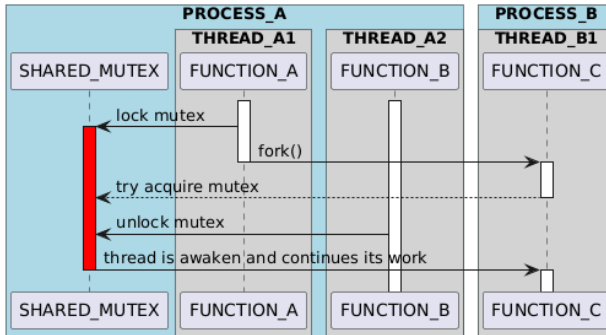 PROCESS_A PROCESS_B
THREAD_A1 THREAD_A2 THREAD_B1
SHARED_MUTEX FUNCTION_A FUNCTION_B FUNCTION_C
lock mutex
fork()
try acquire mutex
unlock mutex
thread is awaken and continues its work
SHARED_MUTEX FUNCTION_A FUNCTION_B FUNCTION_C